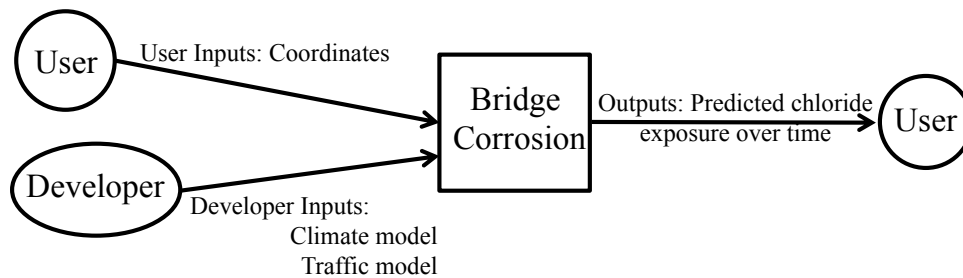 User
User Inputs: Coordinates
Bridge
Corrosion
Outputs: Predicted chloride
exposure over time
User
Developer
Developer Inputs:
Climate model
Traffic model